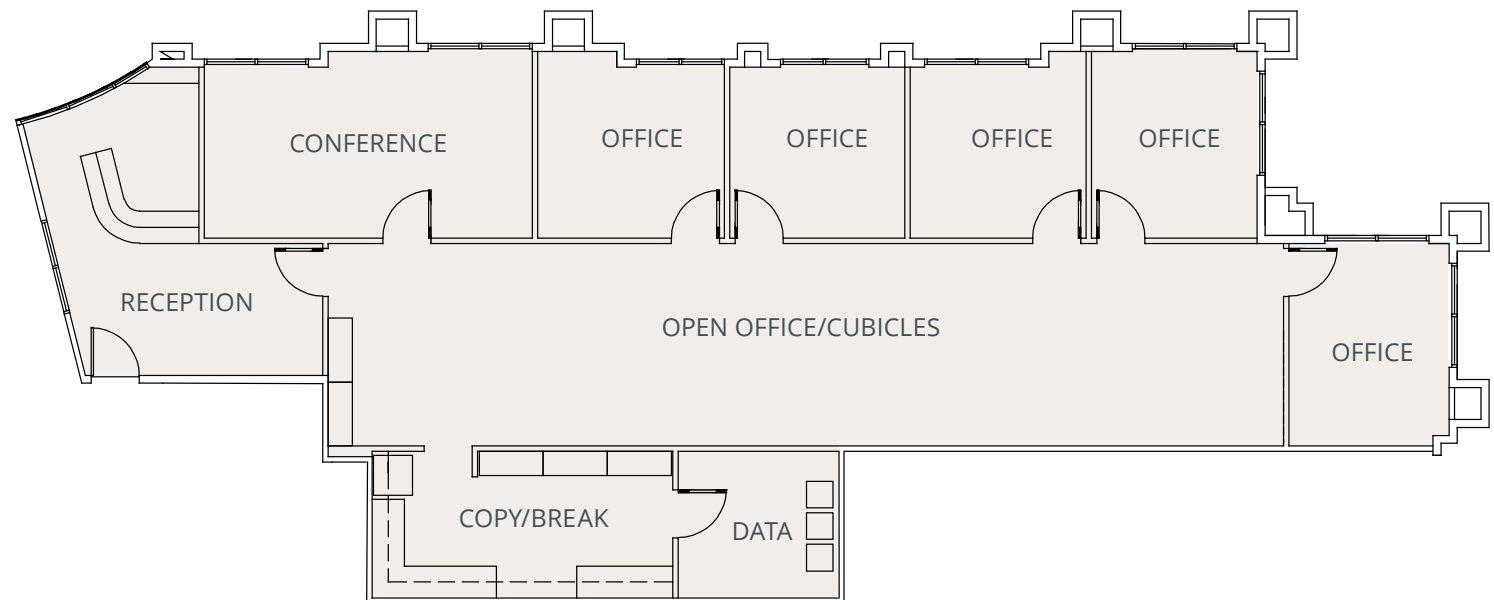 CONFERENCE
OFFICE
OFFICE
OFFICE
OFFICE
RECEPTION
OPEN OFFICE/CUBICLES
OFFICE
COPY/BREAK
DATA